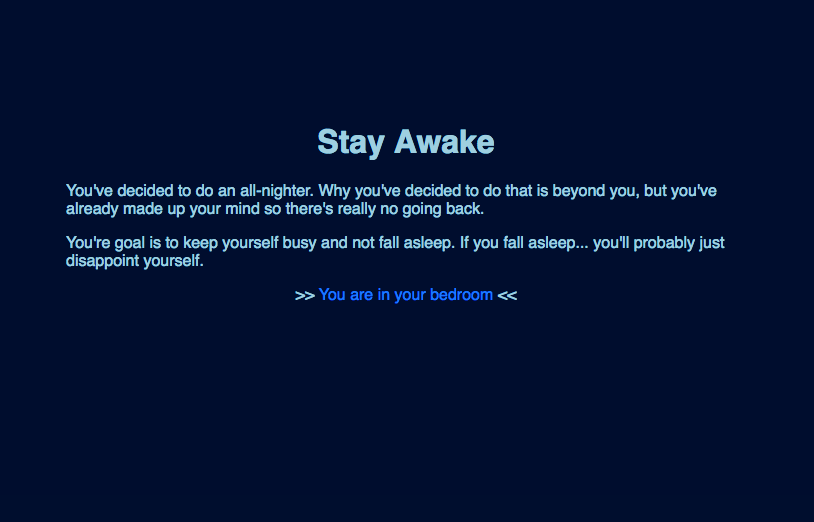 Stay Awake
You've decided to do an all-nighter. Why you've decided to do that is beyond you, but you've
already made up your mind so there's really no going back.
You're goal is to keep yourself busy and not fall asleep. If you fall asleep... you'll probably just
disappoint yourself.
>> You are in your bedroom <<